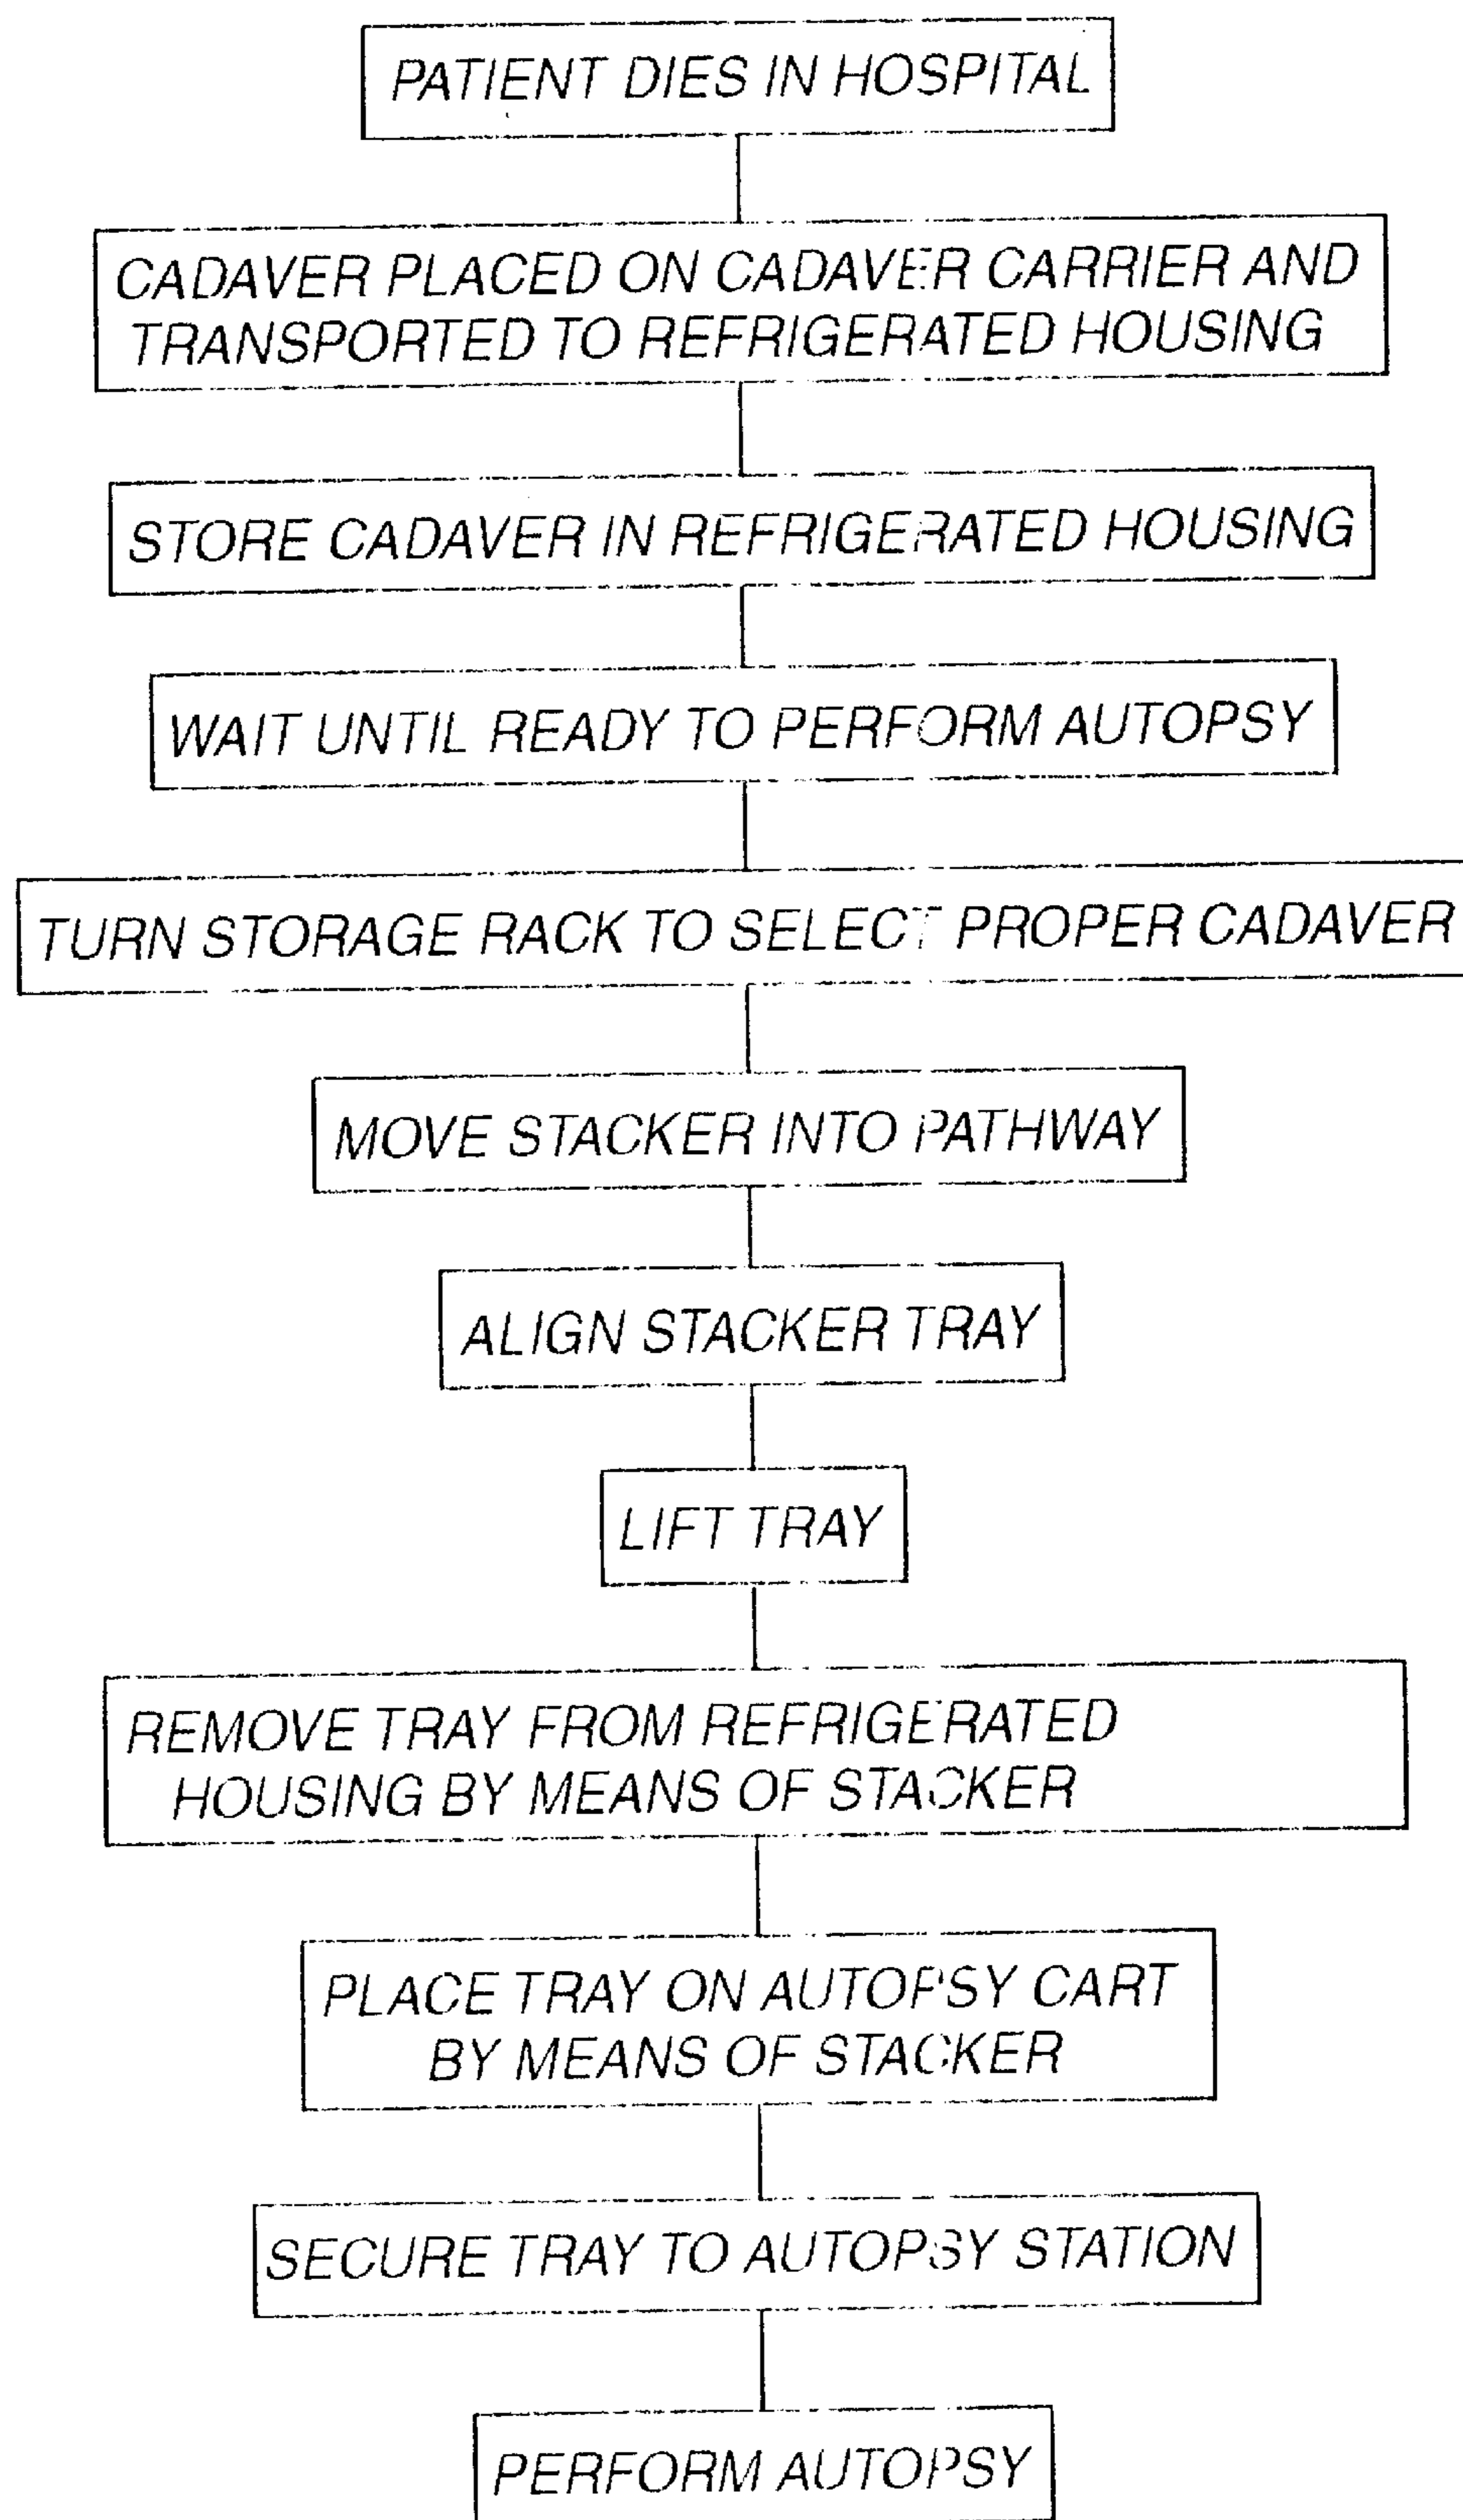 PATIENT DIES IN HOSPITAL
CADAVER PLACED ON CADAVER CARRIER AND
TRANSPORTED TO REFRIGERATED HOUSING
STORE CADAVER IN REFRIGERATED HOUSING
WAIT UNTIL READY TO PERFORM AUTOPSY
TURN STORAGE RACK TO SELECT PROPER CADAVER
MOVE STACKER INTO PATHWAY
ALIGN STACKER TRAY
LIFT TRAY
REMOVE TRAY FROM REFRIGERATED
HOUSING BY MEANS OF STACKER
PLACE TRAY ON AUTOPSY CART
BY MEANS OF STACKER
SECURE TRAY TO AUTOPSY STATION
PERFORM AUTOPSY